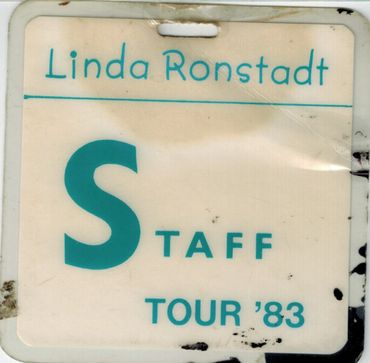 Linda Ronstadt
STAFF
TOUR '83